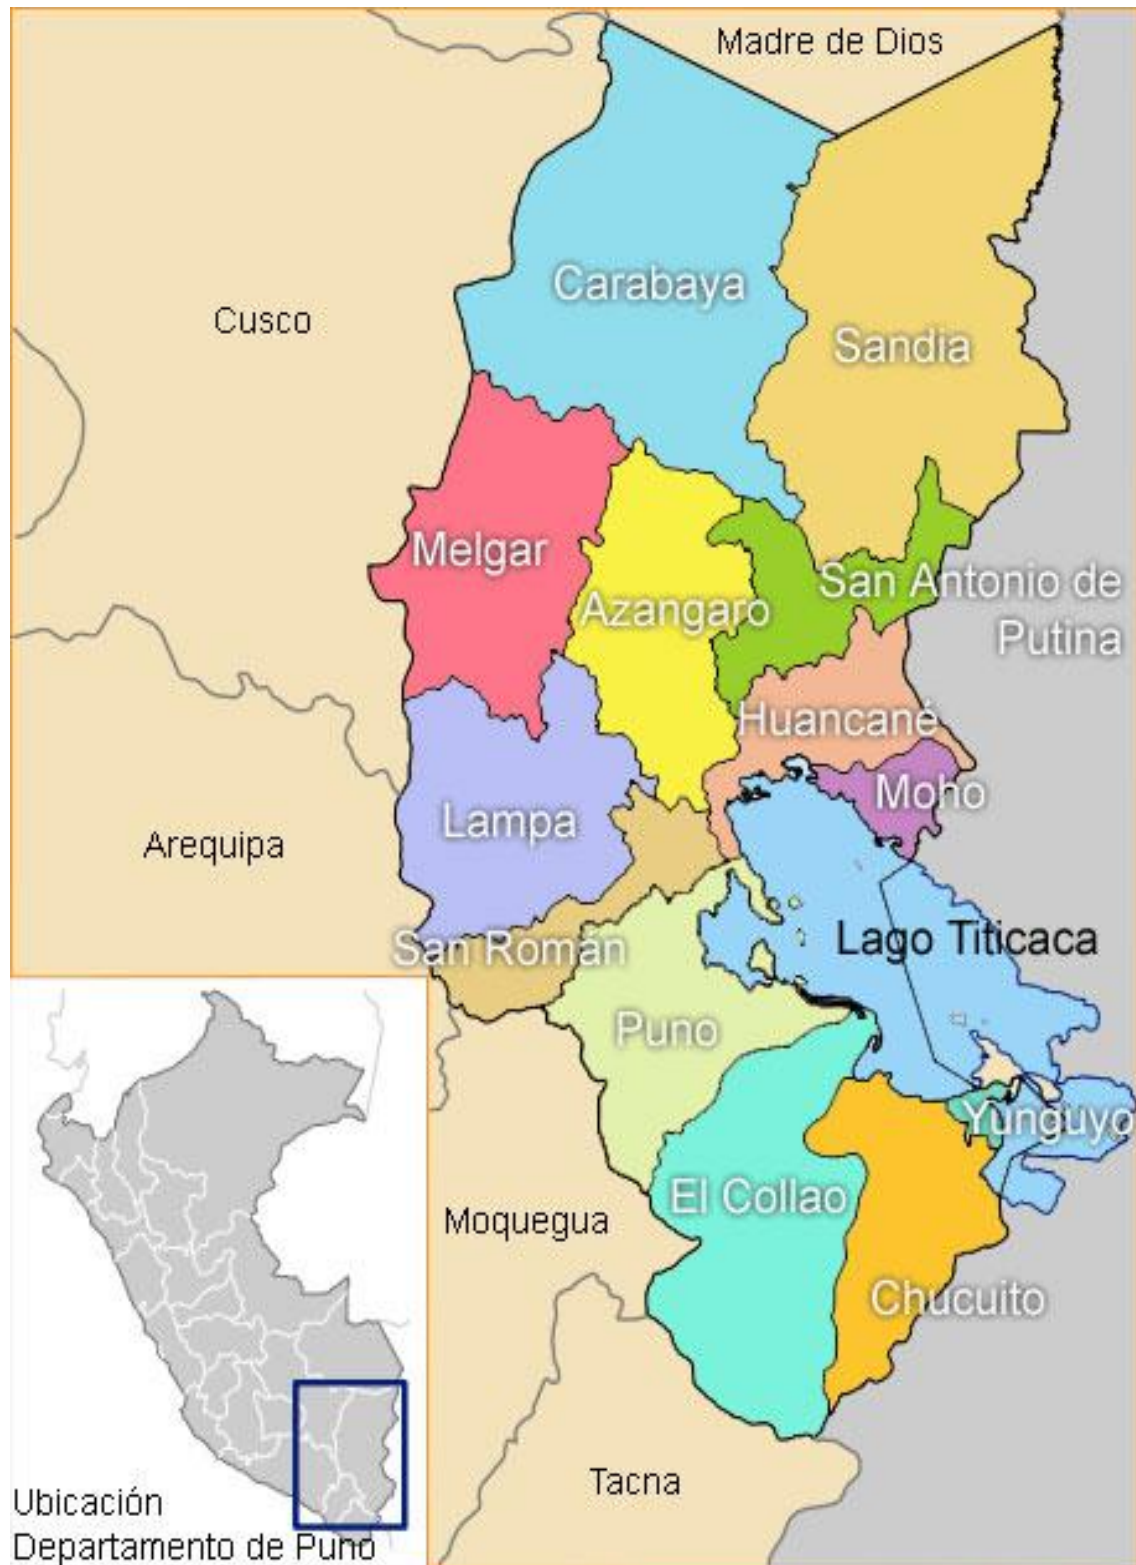 Madre de Dios
Carabaya
Cusco
Sandia
Melgar
San Antonio de
Putina
Azangaro
Huancané
Moho
Lampa
Arequipa
Lago Titicaca
San Román
Puno
Yunguyo
El Collao
Moquegua
Chucuito
Tacna
Ubicación
Departamento de Puno